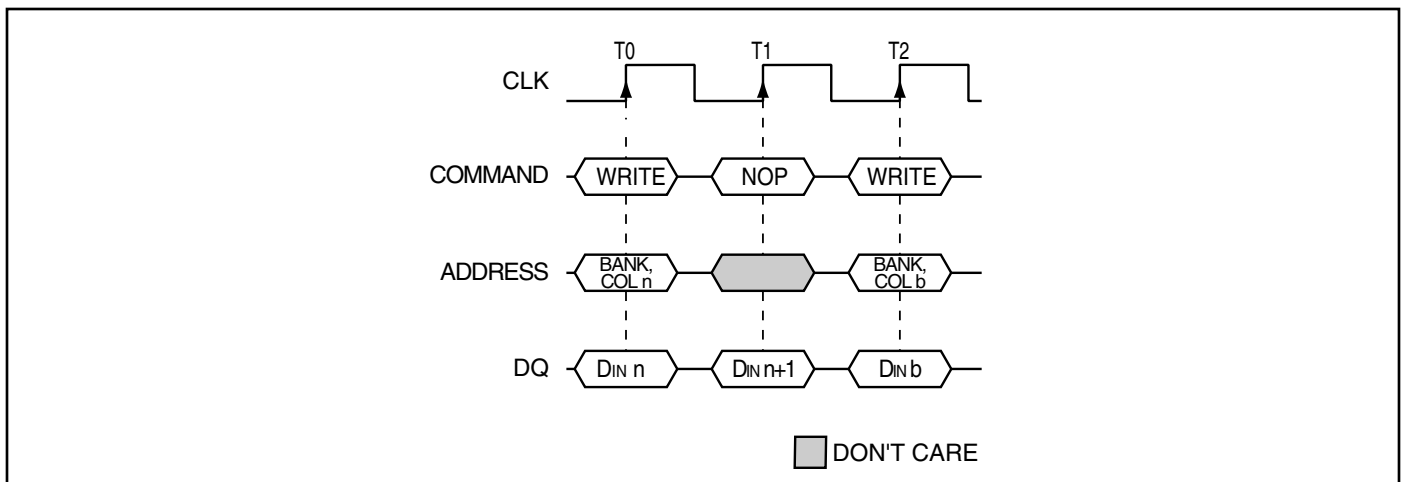 T0 T1 T2
CLK
COMMAND WRITE NOP WRITE
ADDRESS BANK, COL n BANK, COL b
DQ DIN n DIN n+1 DIN b
DON'T CARE